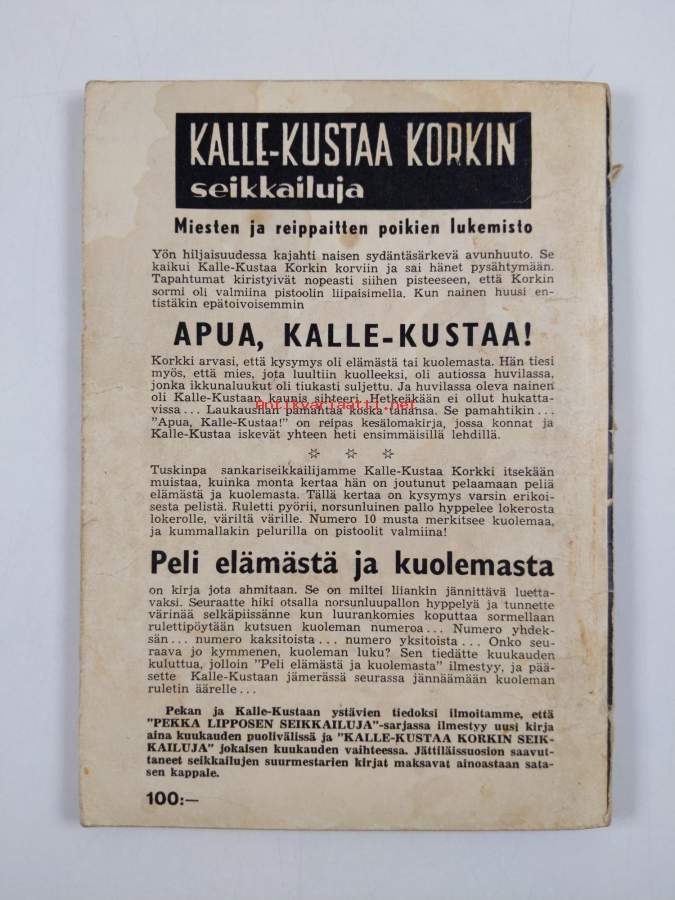 KALLE-KUSTAA KORKIN
seikkailuja
Miesten ja reippaitten poikien lukemisto
Yön hiljaisuudessa kajahti naisen sydäntäsärkevä avunhuuto. Se
kaikui Kalle-Kustaa Korkin korviin ja sai hänet pysähtymään.
Tapahtumat kiristyivät nopeasti siihen pisteeseen, että Korkin
sormi oli valmiina pistoolin liipaisimella. Kun nainen huusi en-
tistäkin epätoivoisemmin
APUA, KALLE-KUSTAA!
Korkki arvasi, että kysymys oli elämästä tai kuolemasta. Hän tiesi
myös, että mies, jota luultiin kuolleeksi, oli autiossa huvilassa,
jonka ikkunaluukut oli tiukasti suljettu. Ja huvilassa oleva nainen
oli Kalle-Kustaan kaunis sihteeri. Hetkeäkään ei ollut hukatta-
antikvariaatti.net
vissa... Laukaushan pamahtaa koska tahansa. Se pamahtikin...
"Apua, Kalle-Kustaa!" on reipas kesälomakirja, jossa konnat ja
Kalle-Kustaa iskevät yhteen heti ensimmäisillä lehdillä.
☆ ☆ ☆
Tuskinpa sankariseikkailijamme Kalle-Kustaa Korkki itsekään
muistaa, kuinka monta kertaa hän on joutunut pelaamaan peliä
elämästä ja kuolemasta. Tällä kertaa on kysymys varsin erikoi-
sesta pelistä. Ruletti pyörii, norsunluinen pallo hyppelee lokerosta
lokerolle, väriltä värille. Numero 10 musta merkitsee kuolemaa,
ja kummallakin pelurilla on pistoolit valmiina!
Peli elämästä ja kuolemasta
on kirja jota ahmitaan. Se on miltei liiankin jännittävä luetta-
vaksi. Seuraatte hiki otsalla norsunluupallon hyppelyä ja tunnette
värinää selkäpiissänne kun luurankomies koputtaa sormellaan
rulettipöytään kutsuen kuoleman numeroa... Numero yhdek-
sän... numero kaksitoista... numero yksitoista... Onko seu-
raava jo kymmenen, kuoleman luku? Sen tiedätte kuukauden
kuluttua, jolloin "Peli elämästä ja kuolemasta" ilmestyy, ja pää-
sette Kalle-Kustaan jämerässä seurassa jännäämään kuoleman
ruletin äärelle...
Pekan ja Kalle-Kustaan ystävien tiedoksi ilmoitamme, että
"PEKKA LIPPOSEN SEIKKAILUJA"-sarjassa ilmestyy uusi kirja
aina kuukauden puolivälissä ja "KALLE-KUSTAA KORKIN SEIK-
KAILUJA" jokaisen kuukauden vaihteessa. Jättiläissuosion saavut-
taneet seikkailujen suurmestarien kirjat maksavat ainoastaan sata-
sen kappale.
100:—